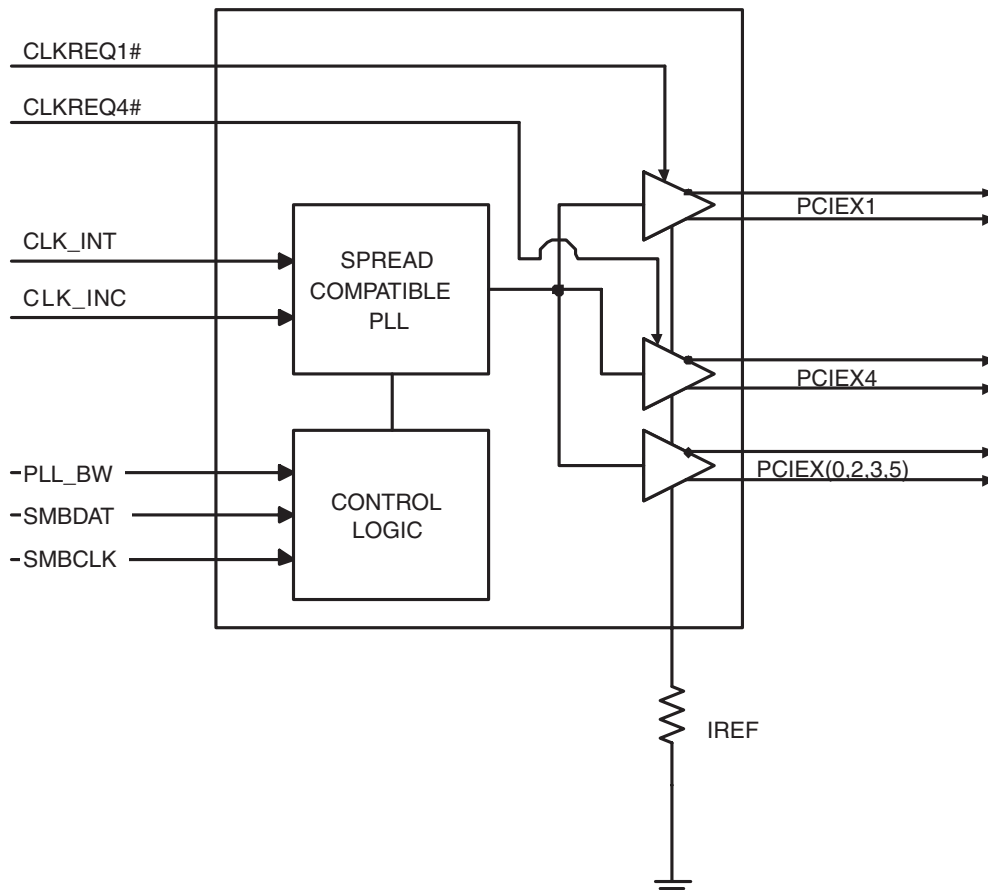 CLKREQ1#
CLKREQ4#
PCIEX1
CLK_INT
CLK_INC
SPREAD
COMPATIBLE
PLL
PCIEX4
PLL_BW
SMBDAT
SMBCLK
CONTROL
LOGIC
PCIEX(0,2,3,5)
IREF